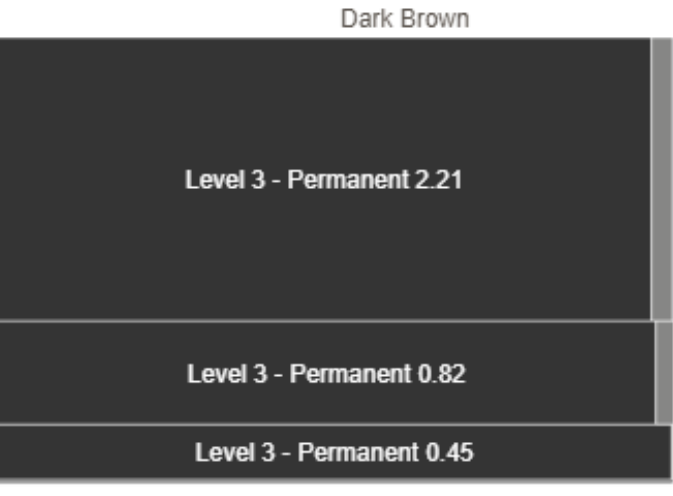 Dark Brown
Level 3 - Permanent 2.21
Level 3 - Permanent 0.82
Level 3 - Permanent 0.45